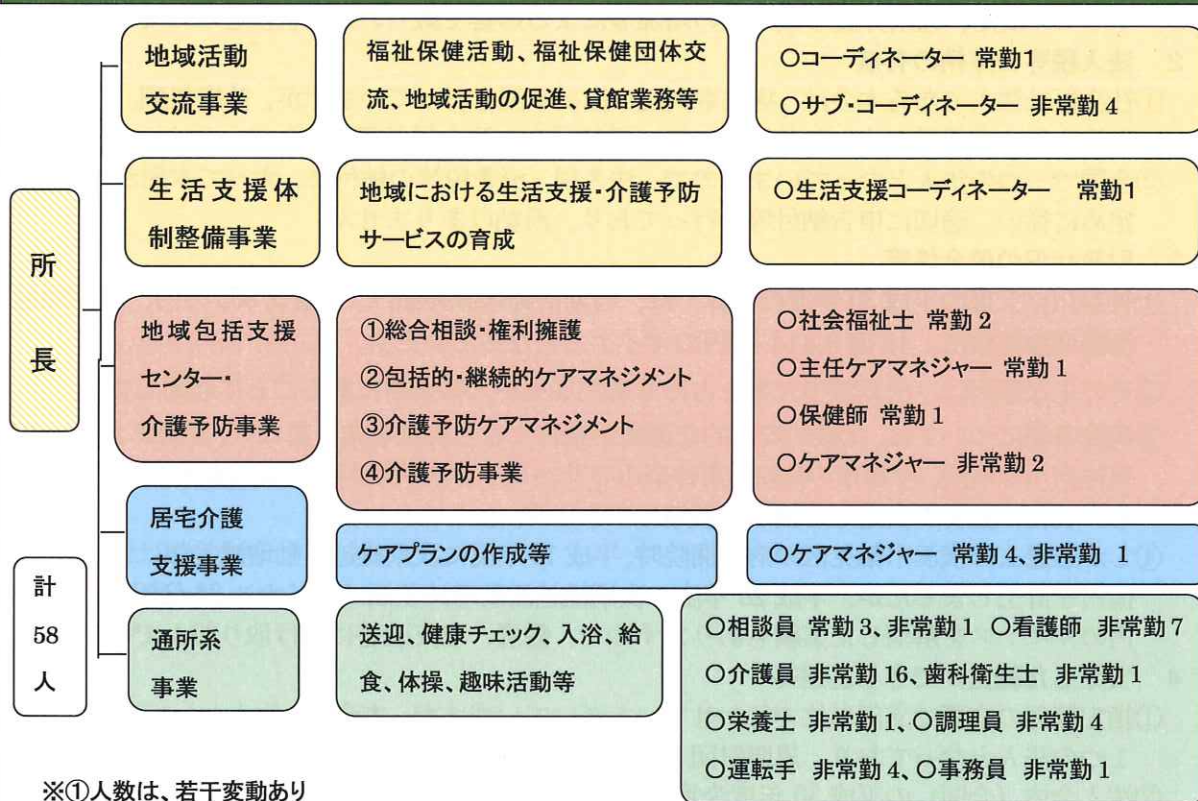 地域活動
交流事業
福祉保健活動、福祉保健団体交
流、地域活動の促進、貸館業務等
〇コーディネーター 常勤1
〇サブ・コーディネーター 非常勤 4
所
長
生活支援体
制整備事業
地域における生活支援・介護予防
サービスの育成
〇生活支援コーディネーター 常勤1
地域包括支援
センター・
介護予防事業
①総合相談・権利擁護
②包括的・継続的ケアマネジメント
③介護予防ケアマネジメント
④介護予防事業
〇社会福祉士 常勤 2
〇主任ケアマネジャー 常勤 1
〇保健師 常勤 1
〇ケアマネジャー 非常勤 2
居宅介護
支援事業
ケアプランの作成等
〇ケアマネジャー 常勤 4、非常勤 1
計
58
人
通所系
事業
送迎、健康チェック、入浴、給
食、体操、趣味活動等
〇相談員 常勤 3、非常勤 1 〇看護師 非常勤 7
〇介護員 非常勤 16、歯科衛生士 非常勤 1
〇栄養士 非常勤 1、〇調理員 非常勤 4
〇運転手 非常勤 4、〇事務員 非常勤 1
※①人数は、若干変動あり